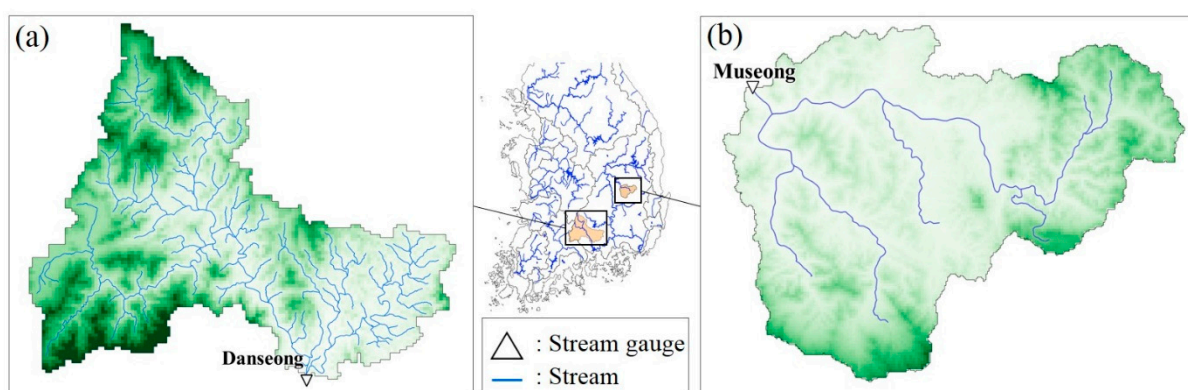 (a)
Danseong
: Stream gauge
: Stream
(b)
Museong